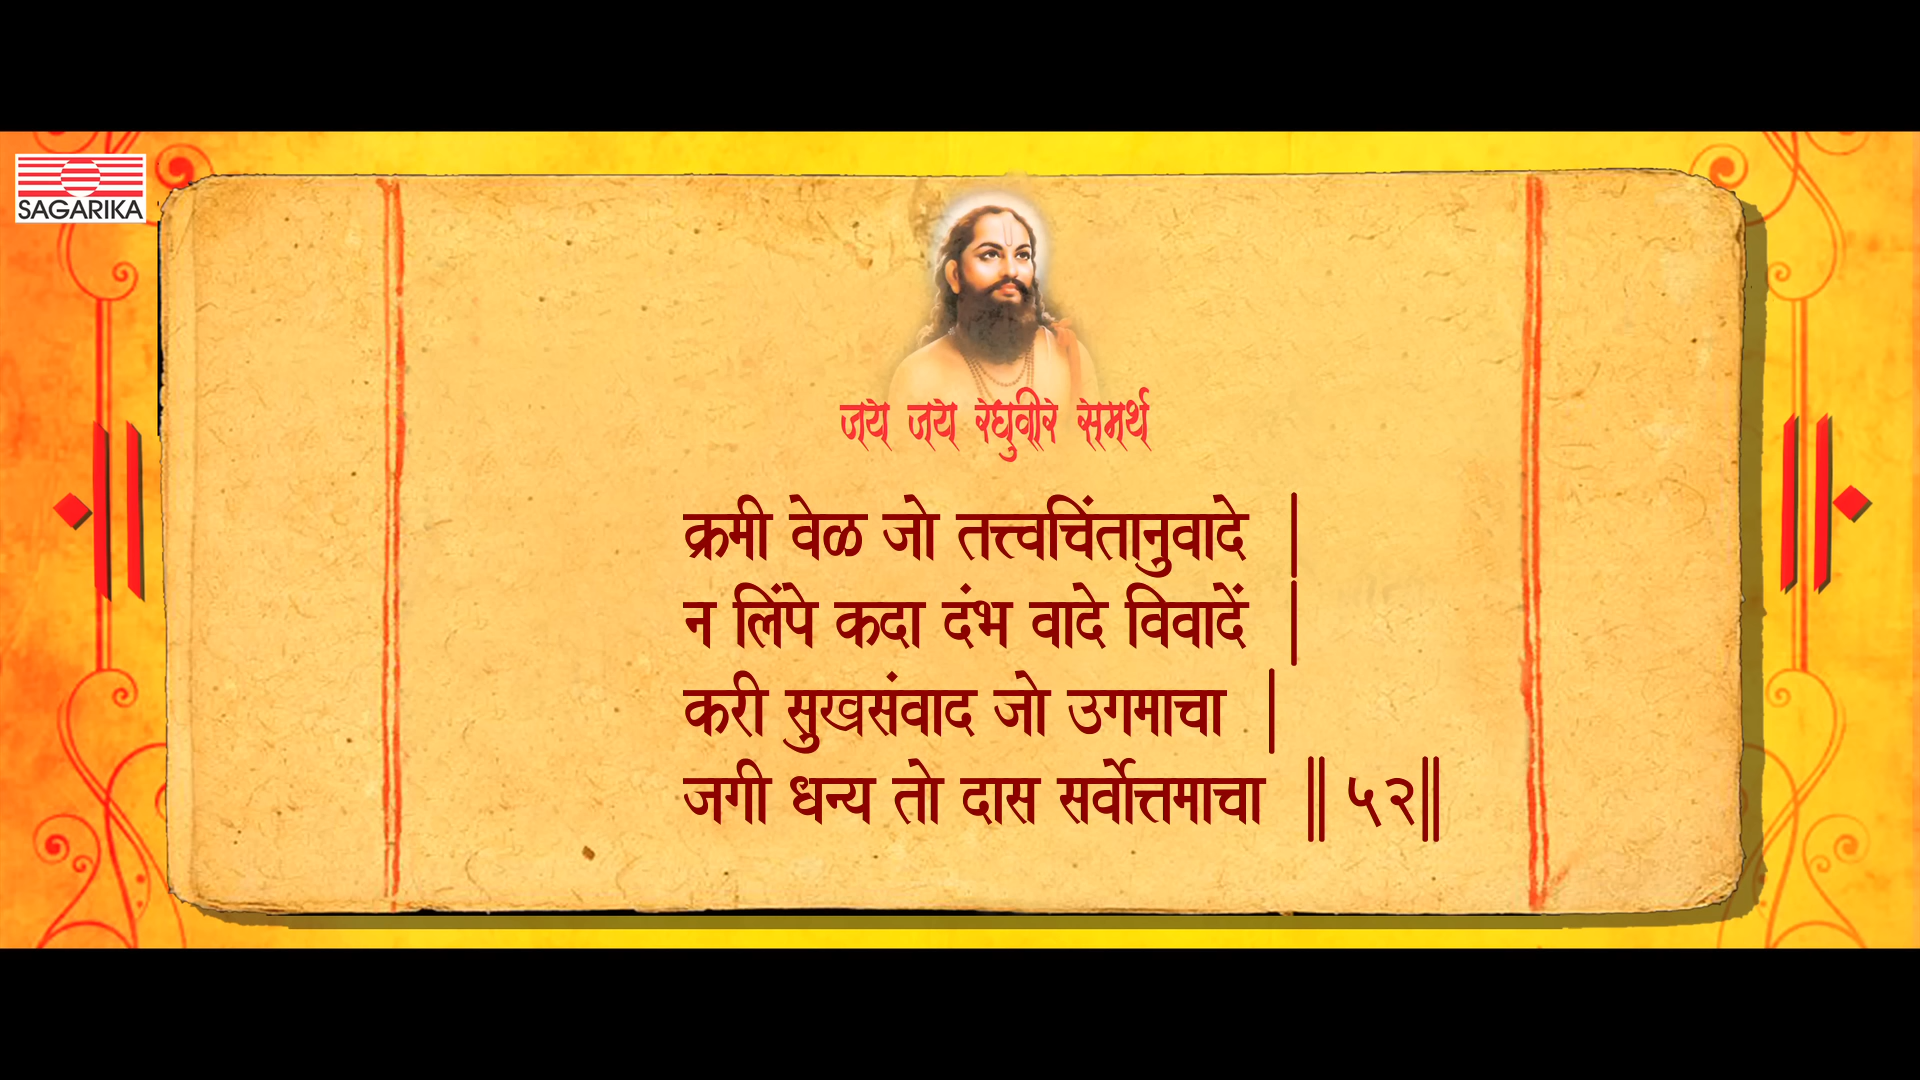 SAGARIKA
जय जय रघुवीर समर्थ
क्रमी वेळ जो तत्त्वचिंतानुवादे |
न लिंपे कदा दंभ वादे विवादें |
करी सुखसंवाद जो उगमाचा |
जगी धन्य तो दास सर्वोत्तमाचा || ५२||